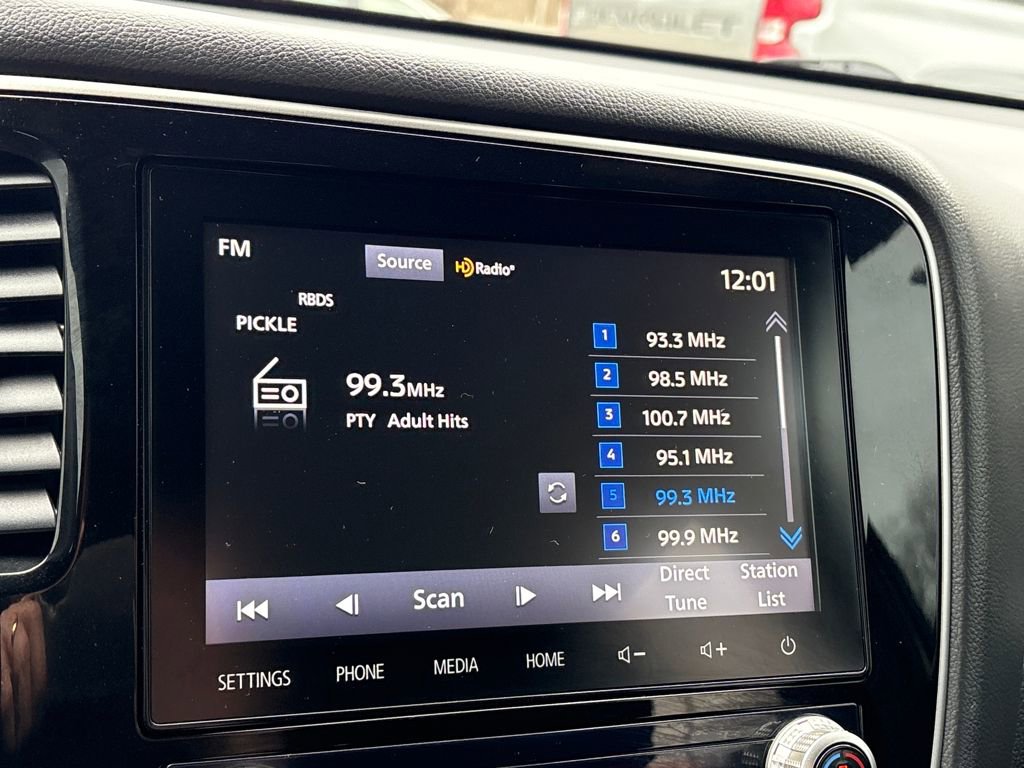 FM
Source
HD Radio®
12:01
RBDS
PICKLE
99.3MHz
PTY Adult Hits
1 93.3 MHz
2 98.5 MHz
3 100.7 MHz
4 95.1 MHz
5 99.3 MHz
6 99.9 MHz
Scan
Direct
Tune
Station
List
SETTINGS
PHONE
MEDIA
HOME